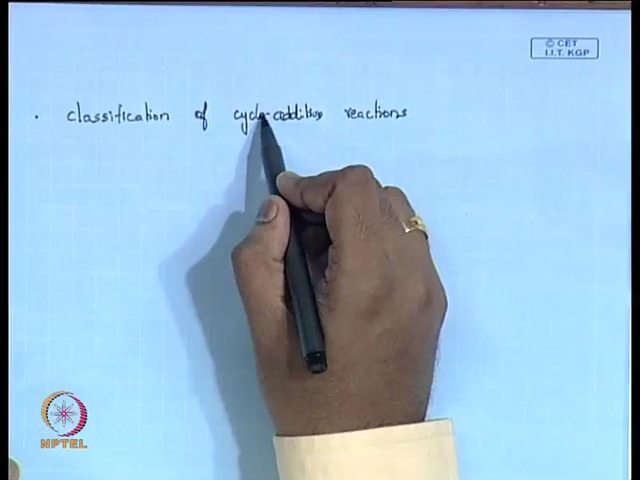 © CET
I.I.T. KGP
. classification of cyclo-addition reactions
NPTEL